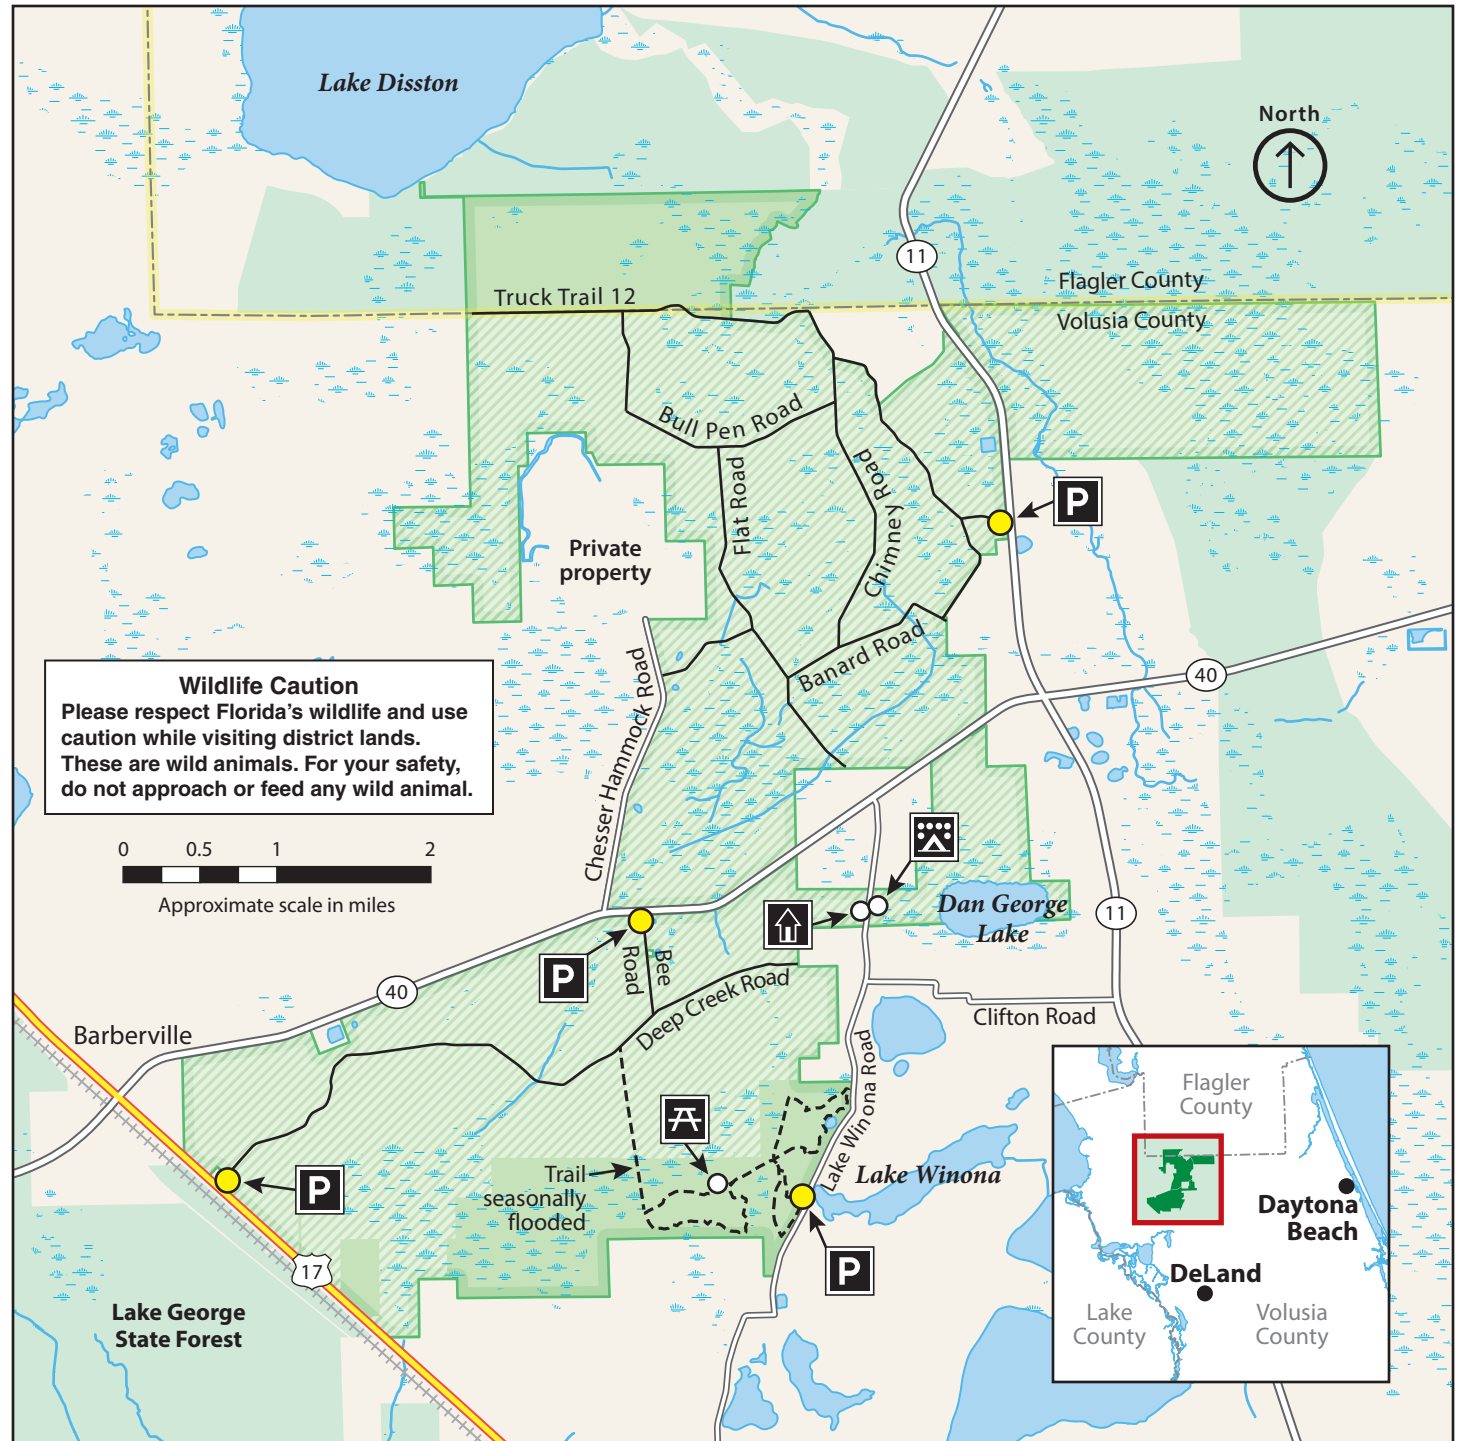 Lake Disston
North
11
Flagler County
Volusia County
Truck Trail 12
Bull Pen Road
Flat Road
Chimney Road
P
Private
property
Banard Road
40
Chesser Hammock Road
Wildlife Caution
Please respect Florida's wildlife and use
caution while visiting district lands.
These are wild animals. For your safety,
do not approach or feed any wild animal.
0 0.5 1 2
Approximate scale in miles
Dan George
Lake
11
P
Bee
Road
Deep Creek Road
40
Barberville
Clifton Road
Lake Winona Road
Lake Winona
Trail
seasonally
flooded
P
P
17
Lake George
State Forest
Flagler
County
Daytona
Beach
DeLand
Lake
County
Volusia
County